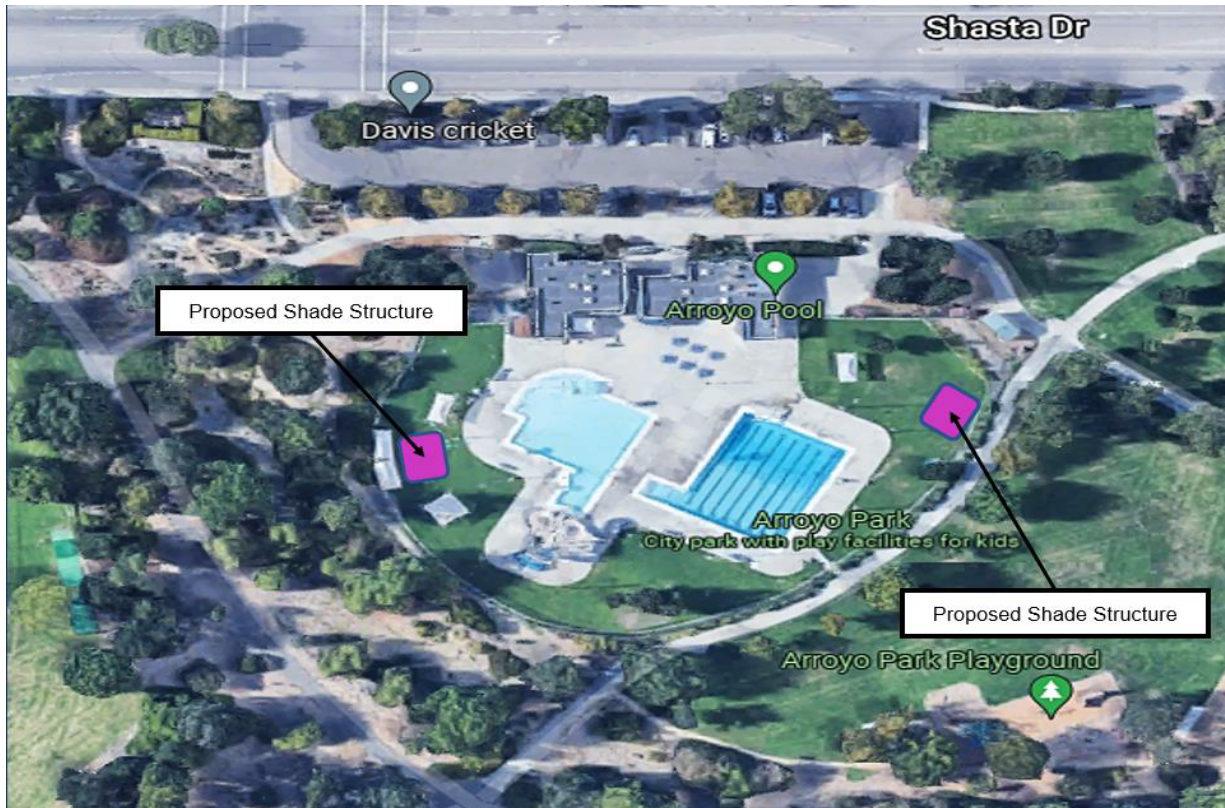 Shasta Dr
Davis cricket
Proposed Shade Structure
Arroyo Pool
Arroyo Park
City park with play facilities for kids
Proposed Shade Structure
Arroyo Park Playground